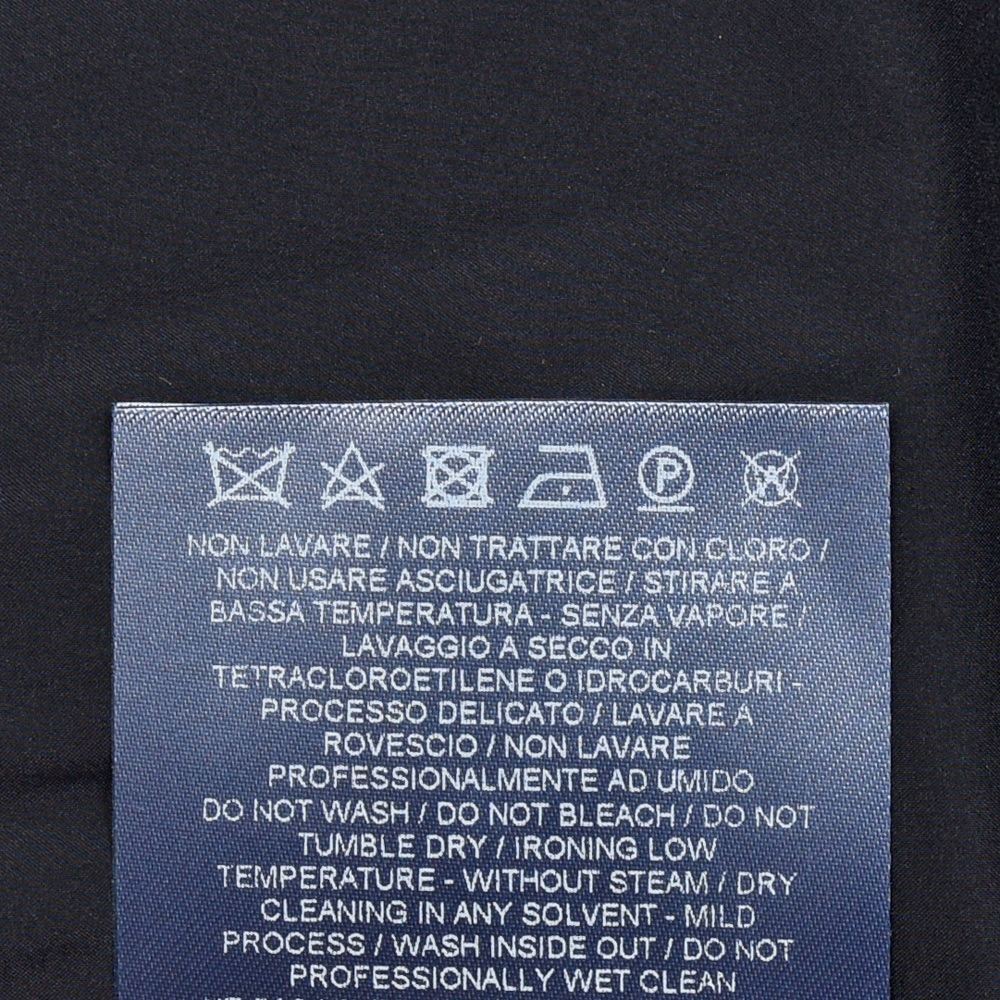 P
W
NON LAVARE / NON TRATTARE CON CLORO /
NON USARE ASCIUGATRICE / STIRARE A
BASSA TEMPERATURA - SENZA VAPORE /
LAVAGGIO A SECCO IN
TETRACLOROETILENE O IDROCARBURI -
PROCESSO DELICATO / LAVARE A
ROVESCIO / NON LAVARE
PROFESSIONALMENTE AD UMIDO
DO NOT WASH / DO NOT BLEACH / DO NOT
TUMBLE DRY / IRONING LOW
TEMPERATURE - WITHOUT STEAM / DRY
CLEANING IN ANY SOLVENT - MILD
PROCESS / WASH INSIDE OUT / DO NOT
PROFESSIONALLY WET CLEAN